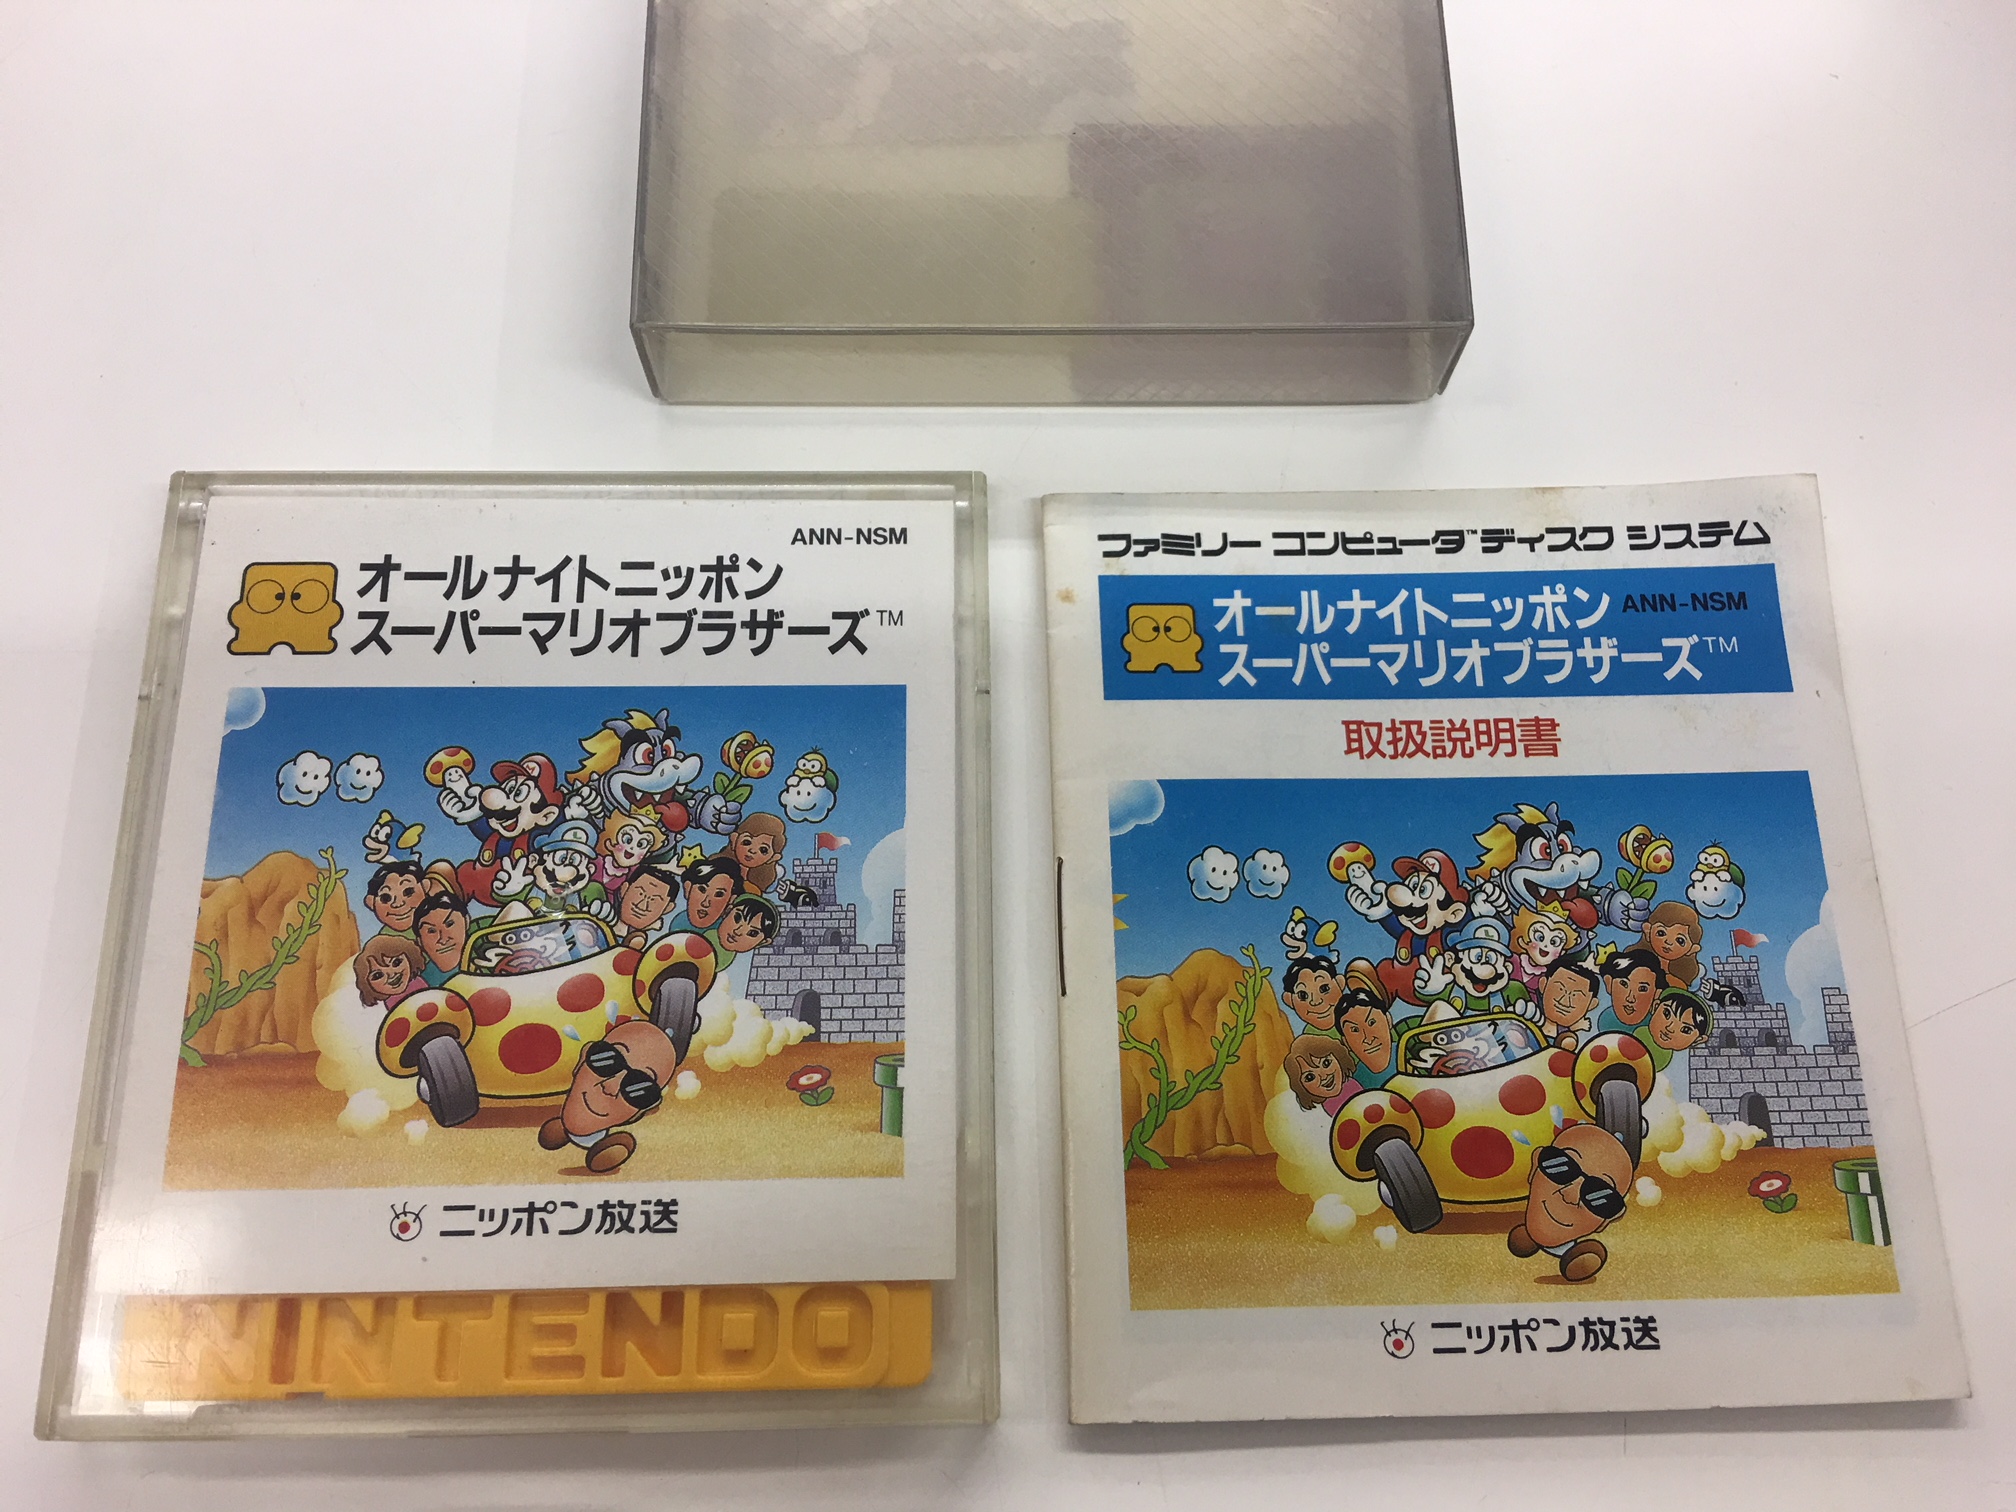 ANN-NSM
オールナイトニッポン
スーパーマリオブラザーズ™
ニッポン放送
NINTENDO
ファミリー コンピュータ™ ディスク システム
オールナイトニッポン ANN-NSM
スーパーマリオブラザーズ™
取扱説明書
ニッポン放送